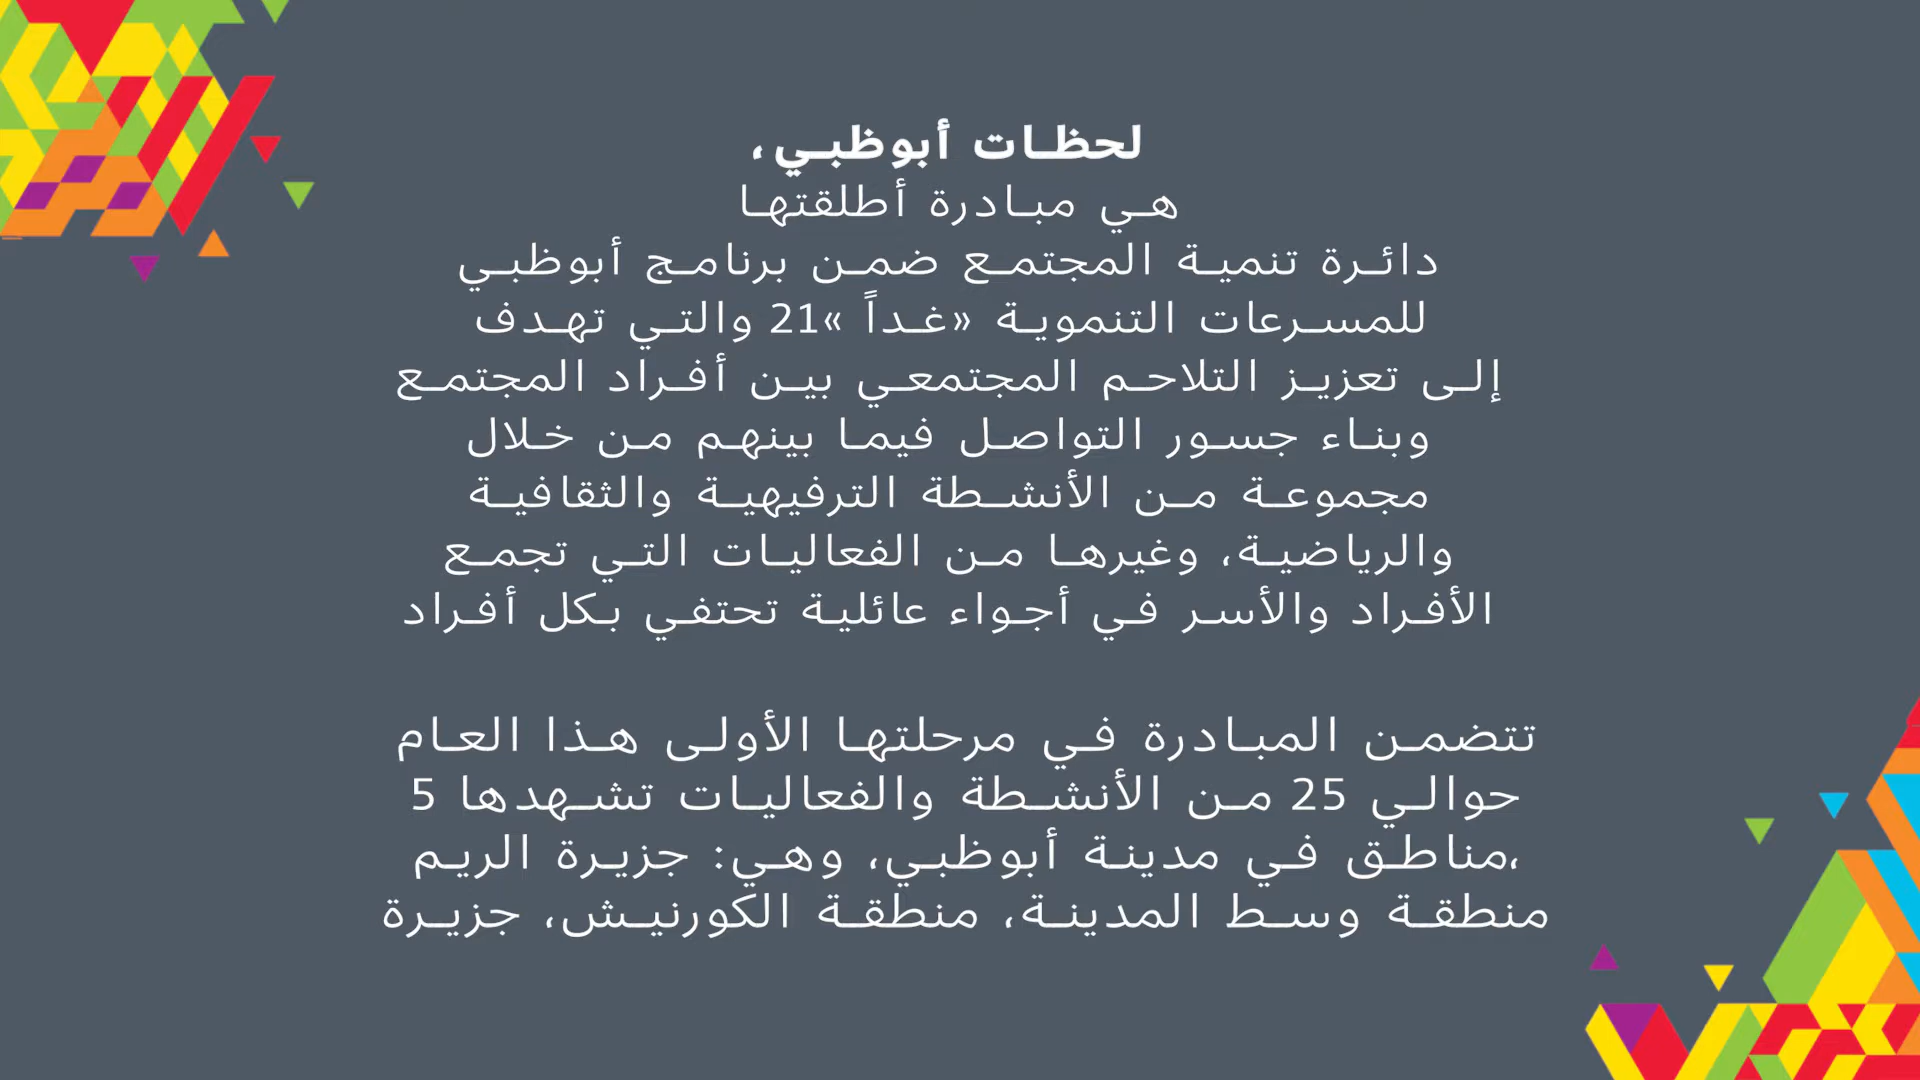 لحظات أبوظبي،
هي مبادرة أطلقتها
دائرة تنمية المجتمع ضمن برنامج أبوظبي
للمسرعات التنموية «غداً »21 والتي تهدف
إلى تعزيز التلاحم المجتمعي بين أفراد المجتمع
وبناء جسور التواصل فيما بينهم من خلال
مجموعة من الأنشطة الترفيهية والثقافية
والرياضية، وغيرها من الفعاليات التي تجمع
الأفراد والأسر في أجواء عائلية تحتفي بكل أفراد
تتضمن المبادرة في مرحلتها الأولى هذا العام
حوالي 25 من الأنشطة والفعاليات تشهدها 5
،مناطق في مدينة أبوظبي، وهي: جزيرة الريم
منطقة وسط المدينة، منطقة الكورنيش، جزيرة